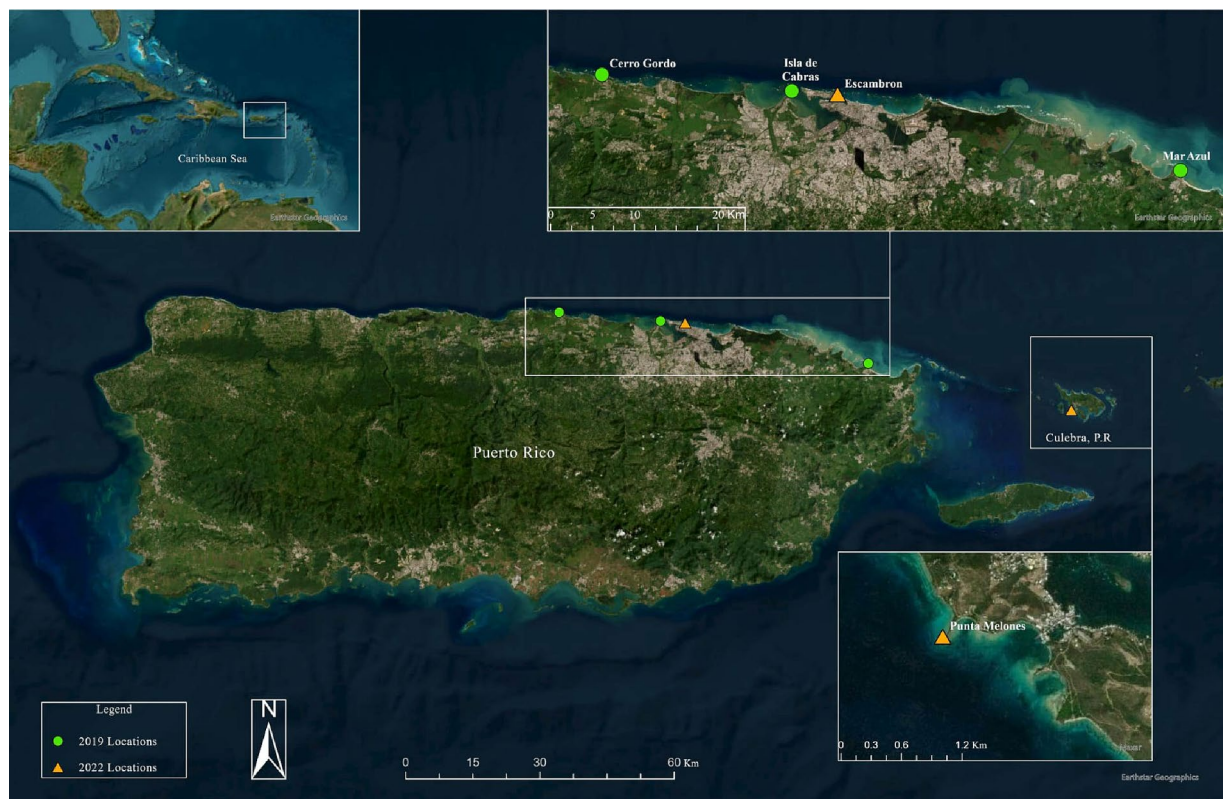 Caribbean Sea
Earthstar Geographics
Cerro Gordo
Isla de
Cabras
Escambron
Mar Azul
0 5 10 20 Km
Earthstar Geographics
Puerto Rico
Culebra, P.R
Punta Melones
0 0.3 0.6 1.2 Km
Maxar
Legend
2019 Locations
2022 Locations
N
0 15 30 60 Km
Earthstar Geographics